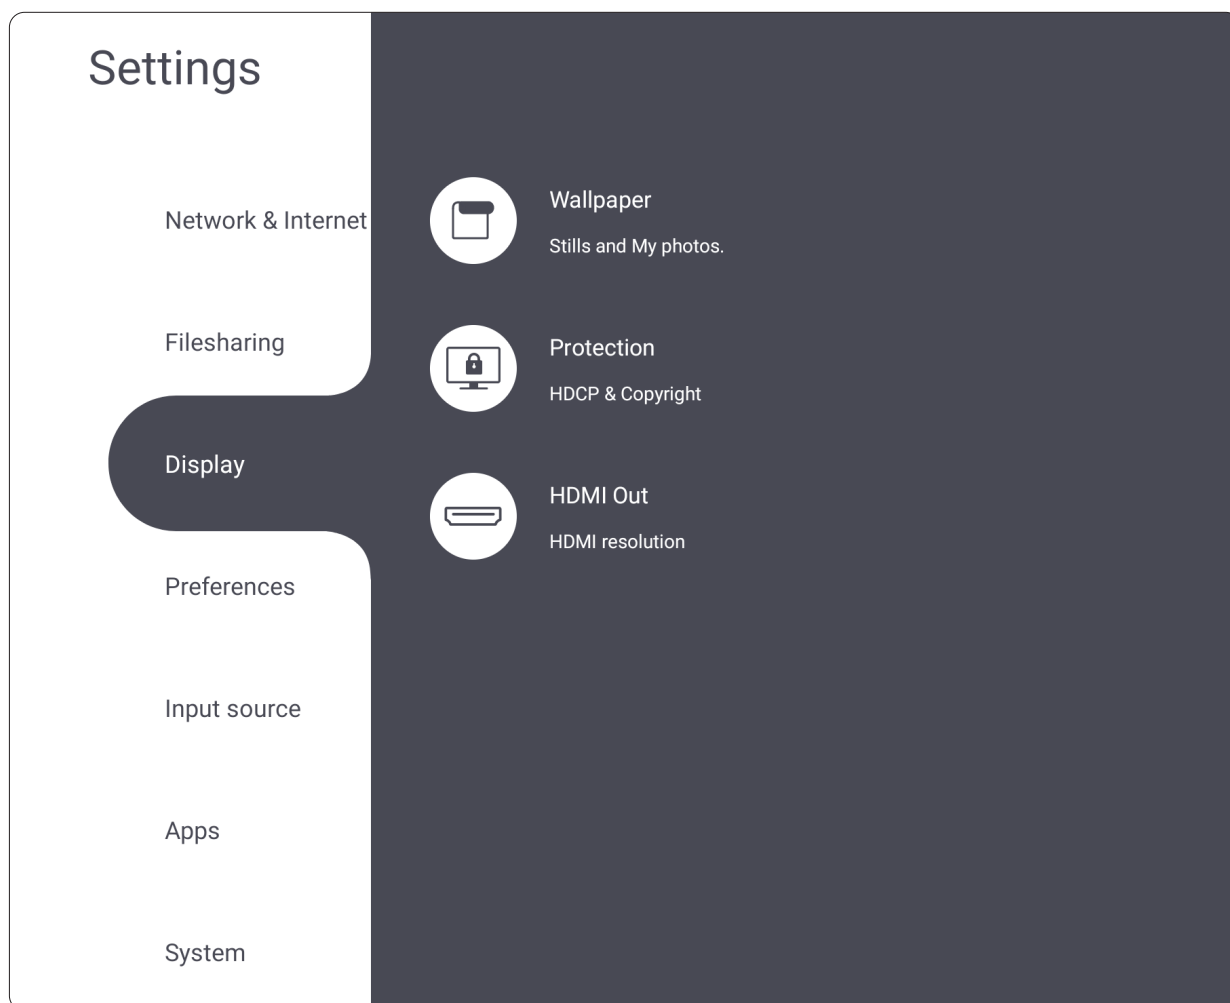 Settings
Network & Internet
Filesharing
Display
Preferences
Input source
Apps
System
Wallpaper
Stills and My photos.
Protection
HDCP & Copyright
HDMI Out
HDMI resolution